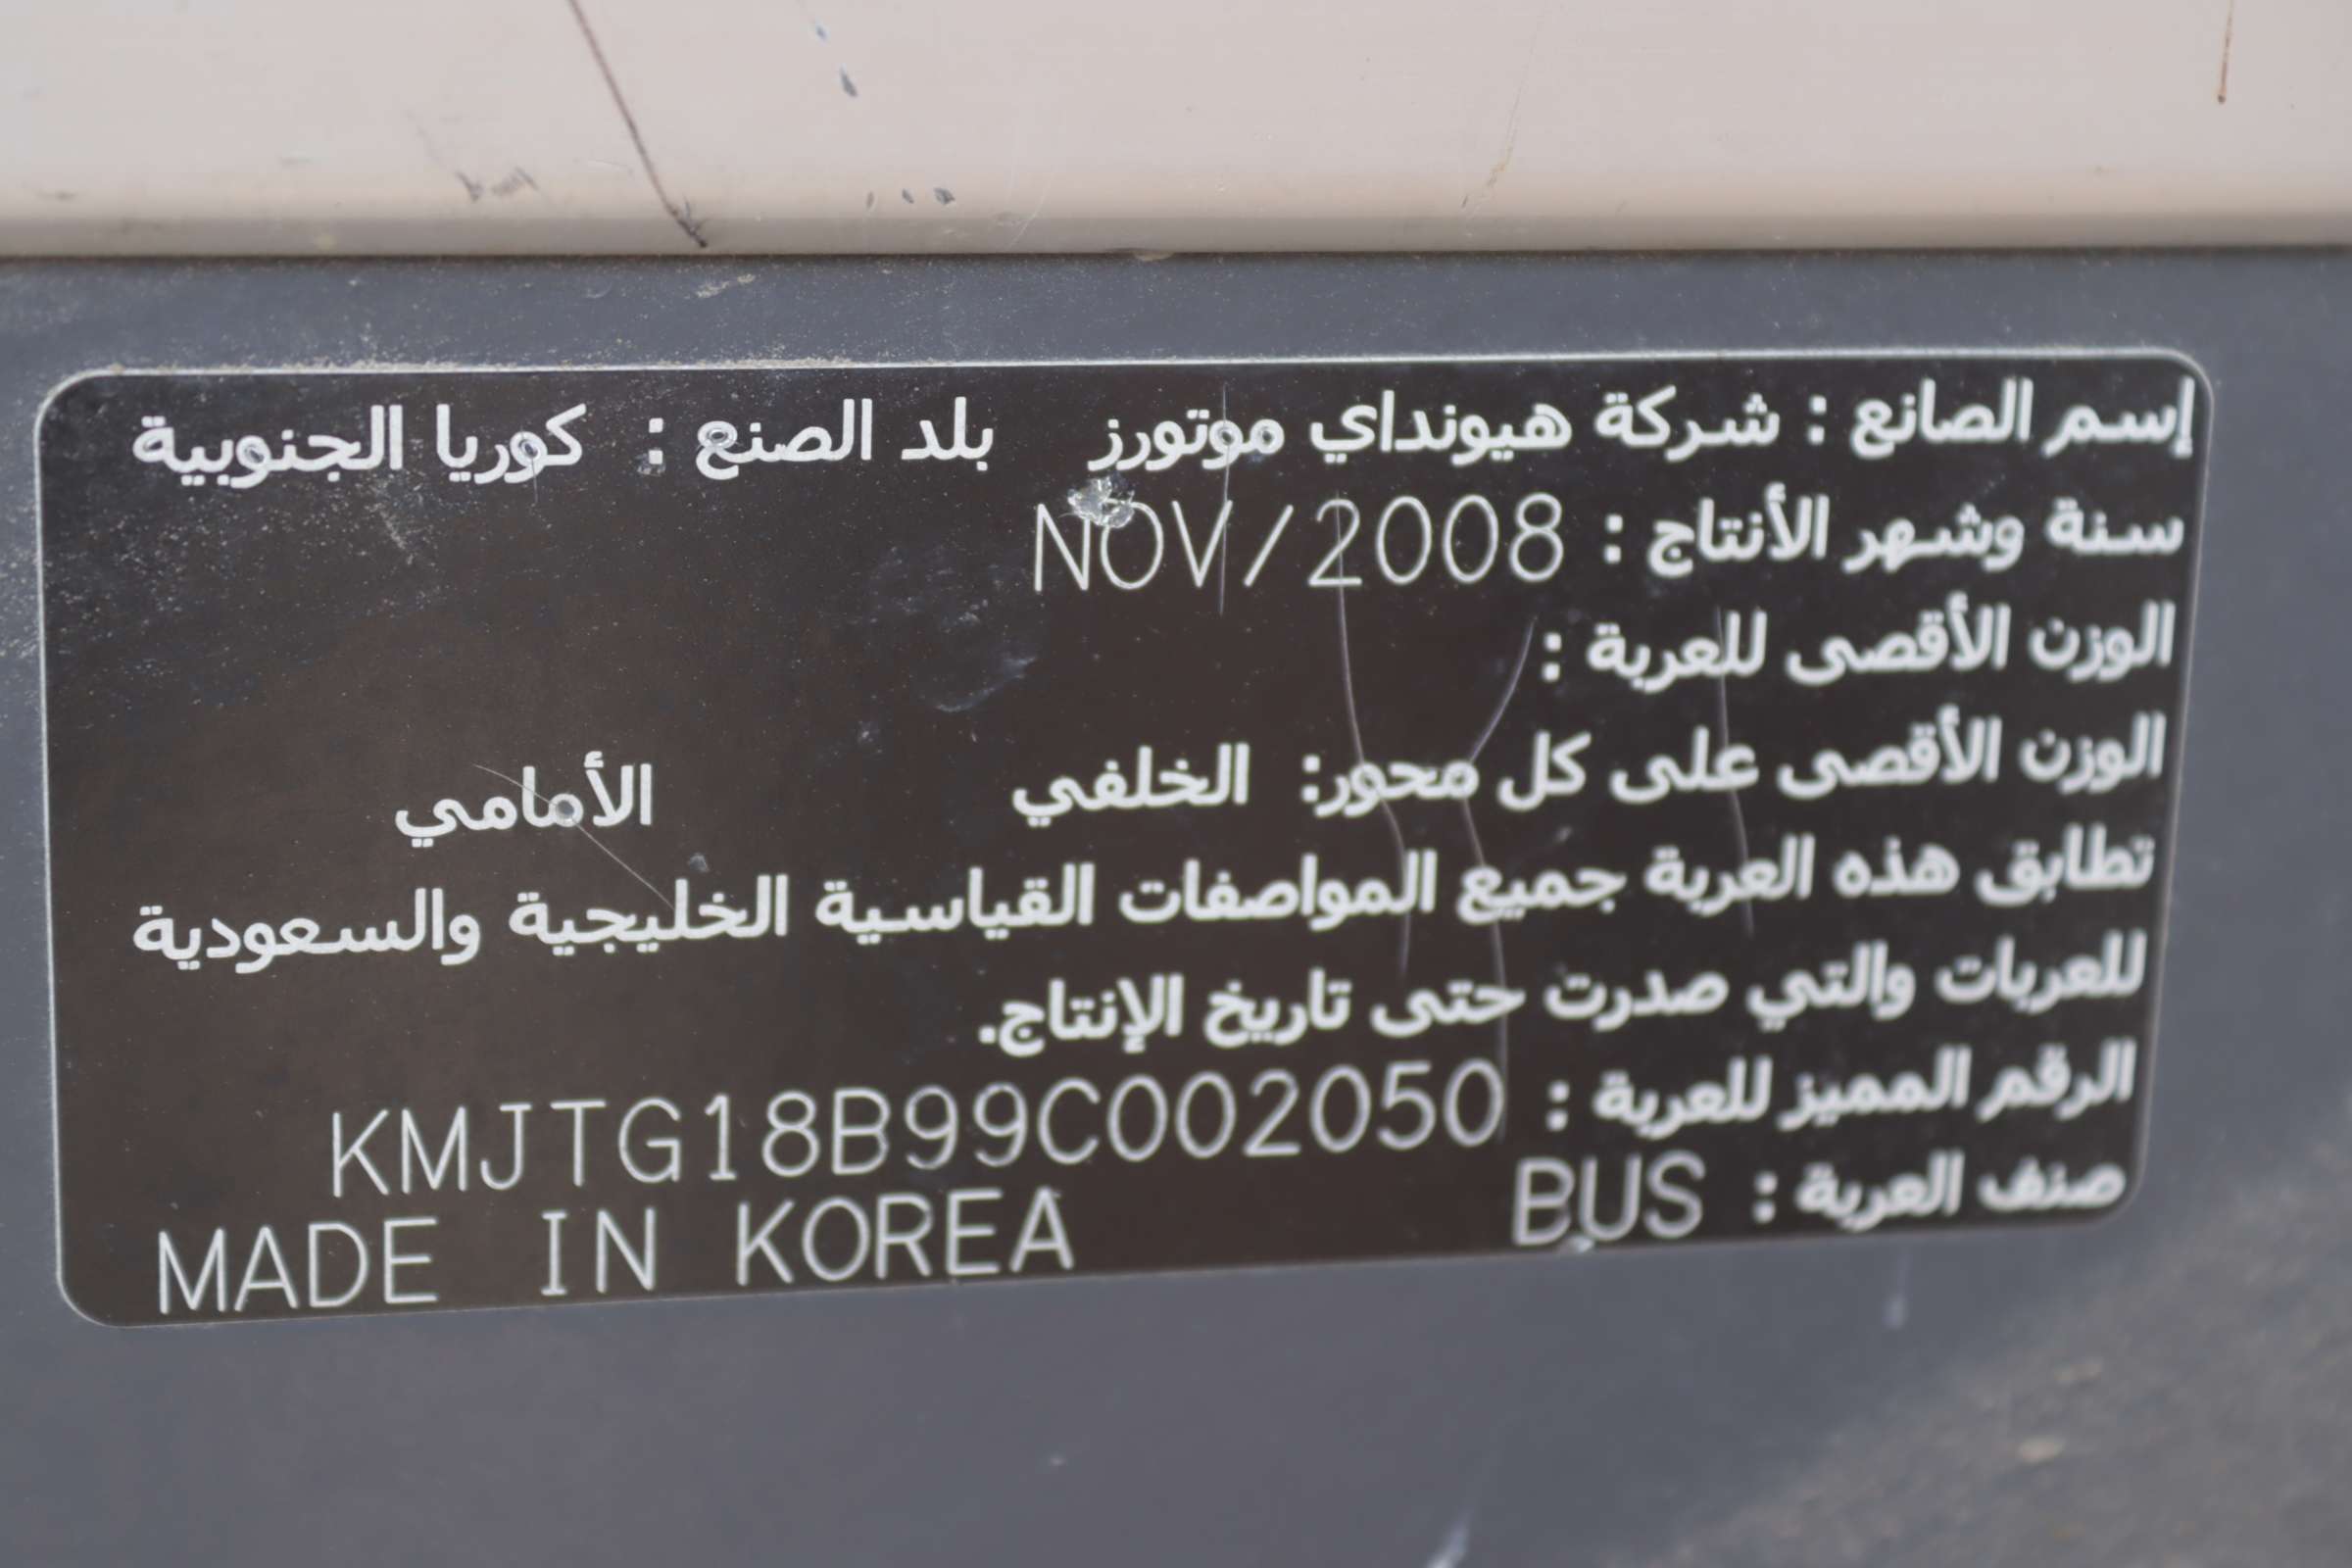 إسم الصانع : شركة هيونداي موتورز بلد الصنع : كوريا الجنوبية
سنة وشهر الأنتاج : NOV/2008
الوزن الأقصى للعربة :
الوزن الأقصى على كل محور: الخلفي الأمامي
تطابق هذه العربة جميع المواصفات القياسية الخليجية والسعودية
للعربات والتي صدرت حتى تاريخ الإنتاج.
الرقم المميز للعربة : KMJTG18B99C002050
صنف العربة : BUS MADE IN KOREA